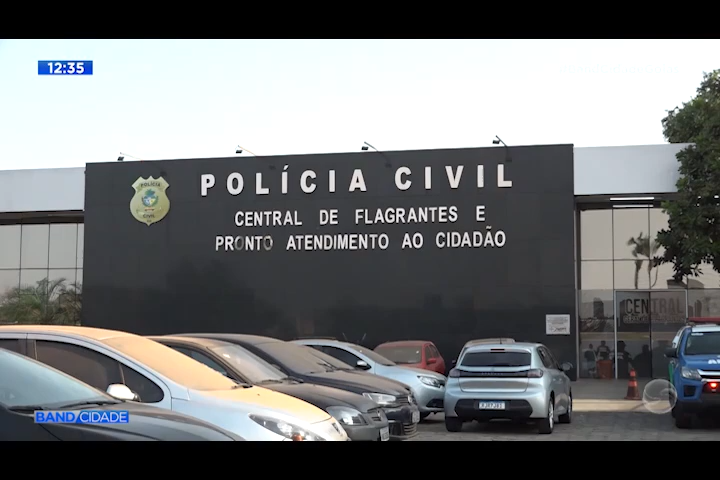 12:35
POLÍCIA CIVIL
CENTRAL DE FLAGRANTES E
PRONTO ATENDIMENTO AO CIDADÃO
POLÍCIA
CIVIL
CENTRAL
BAND/CIDADE